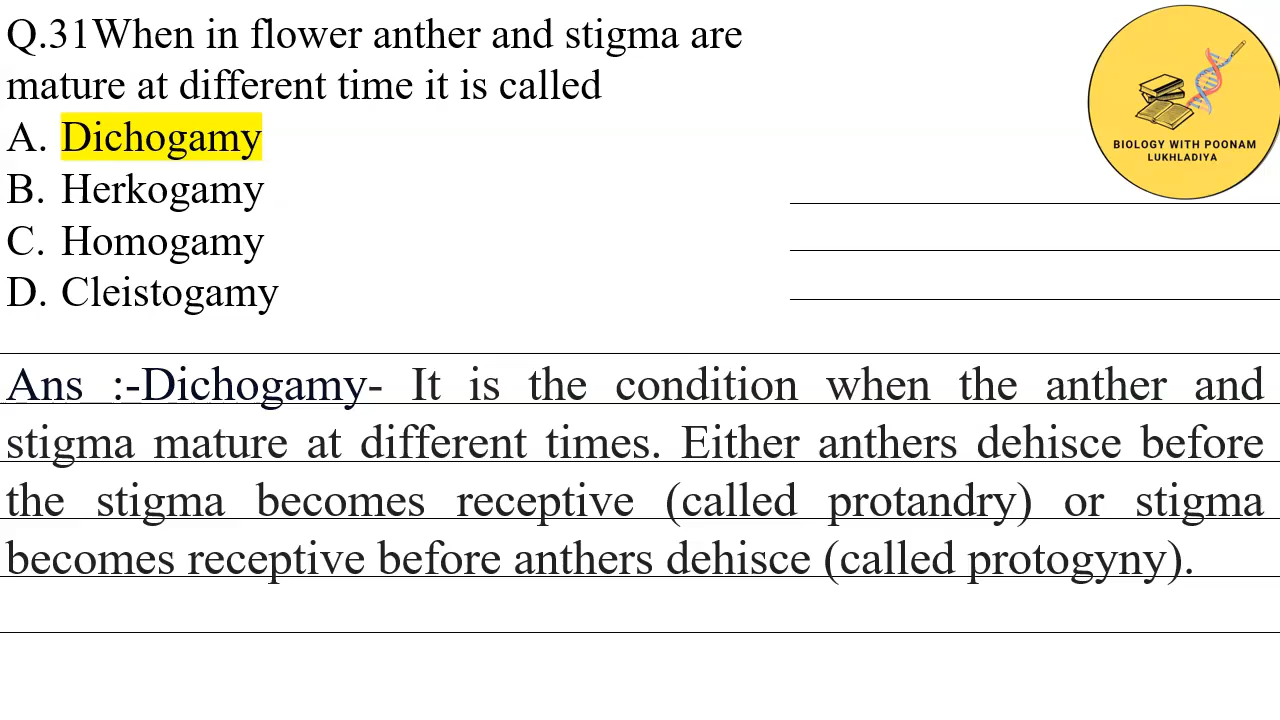 Q.31When in flower anther and stigma are
mature at different time it is called
A. Dichogamy
B. Herkogamy
C. Homogamy
D. Cleistogamy
BIOLOGY WITH POONAM
LUKHLADIYA
Ans :-Dichogamy- It is the condition when the anther and
stigma mature at different times. Either anthers dehisce before
the stigma becomes receptive (called protandry) or stigma
becomes receptive before anthers dehisce (called protogyny).